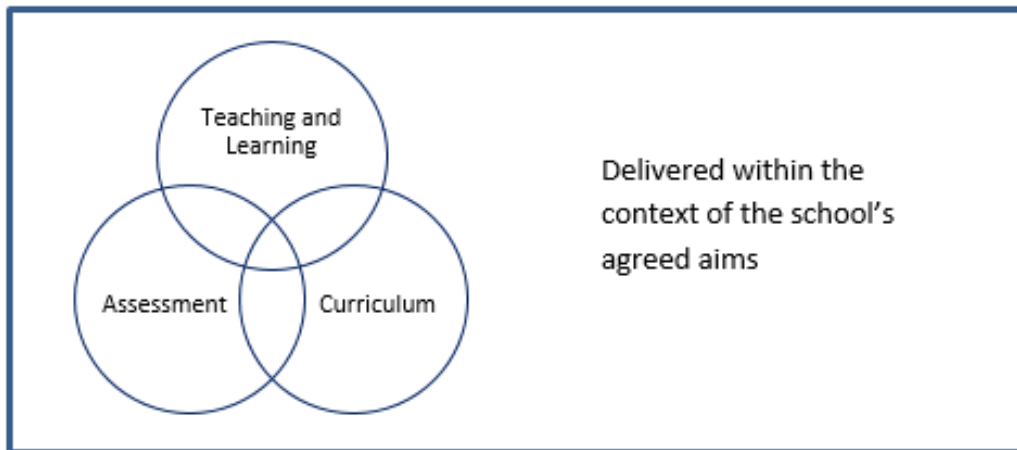 Teaching and
Learning
Assessment
Curriculum
Delivered within the
context of the school’s
agreed aims